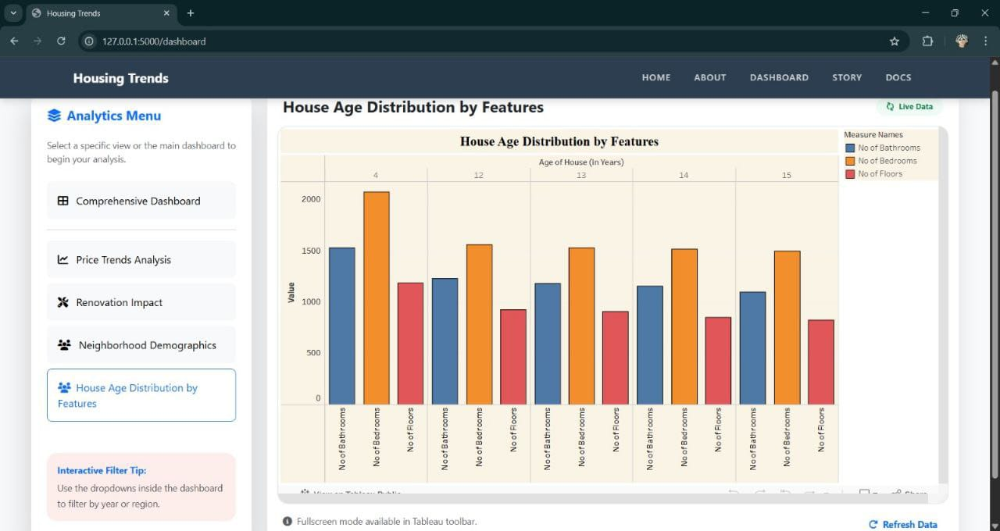 Housing Trends
127.0.0.1:5000/dashboard
Housing Trends
HOME ABOUT DASHBOARD STORY DOCS
Analytics Menu
Select a specific view or the main dashboard to
begin your analysis.
Comprehensive Dashboard
Price Trends Analysis
Renovation Impact
Neighborhood Demographics
House Age Distribution by
Features
Interactive Filter Tip:
Use the dropdowns inside the dashboard
to filter by year or region.
House Age Distribution by Features
Live Data
House Age Distribution by Features
Age of House (In Years)
4 12 13 14 15
Value
2000
1500
1000
500
0
No of Bathrooms
No of Bedrooms
No of Floors
No of Bathrooms
No of Bedrooms
No of Floors
No of Bathrooms
No of Bedrooms
No of Floors
No of Bathrooms
No of Bedrooms
No of Floors
No of Bathrooms
No of Bedrooms
No of Floors
Measure Names
No of Bathrooms
No of Bedrooms
No of Floors
View on Tableau Public
Share
Fullscreen mode available in Tableau toolbar.
Refresh Data